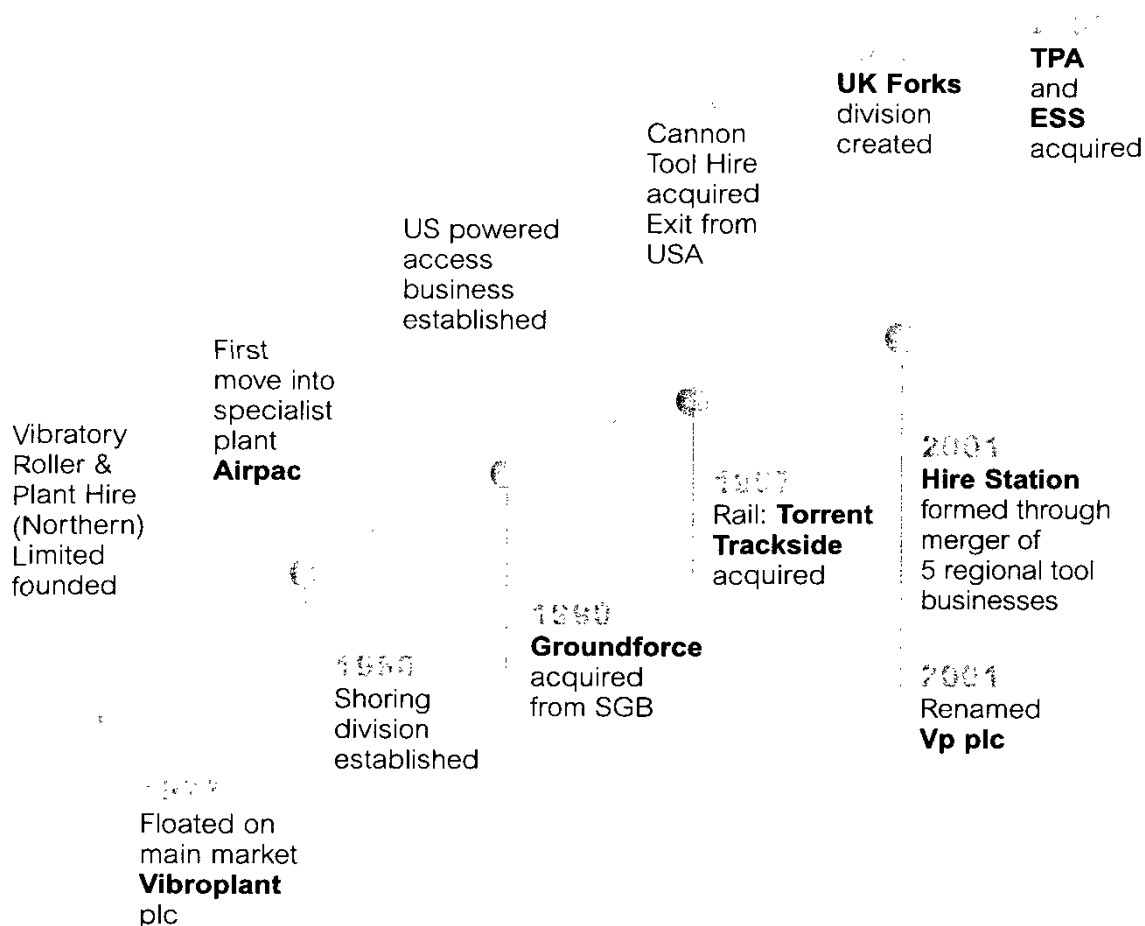 Vibratory
Roller &
Plant Hire
(Northern)
Limited
founded
Floated on
main market
Vibroplant
plc
First
move into
specialist
plant
Airpac
Shoring
division
established
US powered
access
business
established
1990
Groundforce
acquired
from SGB
Cannon
Tool Hire
acquired
Exit from
USA
1997
Rail: Torrent
Trackside
acquired
UK Forks
division
created
2001
Hire Station
formed through
merger of
5 regional tool
businesses
2001
Renamed
Vp plc
TPA
and
ESS
acquired